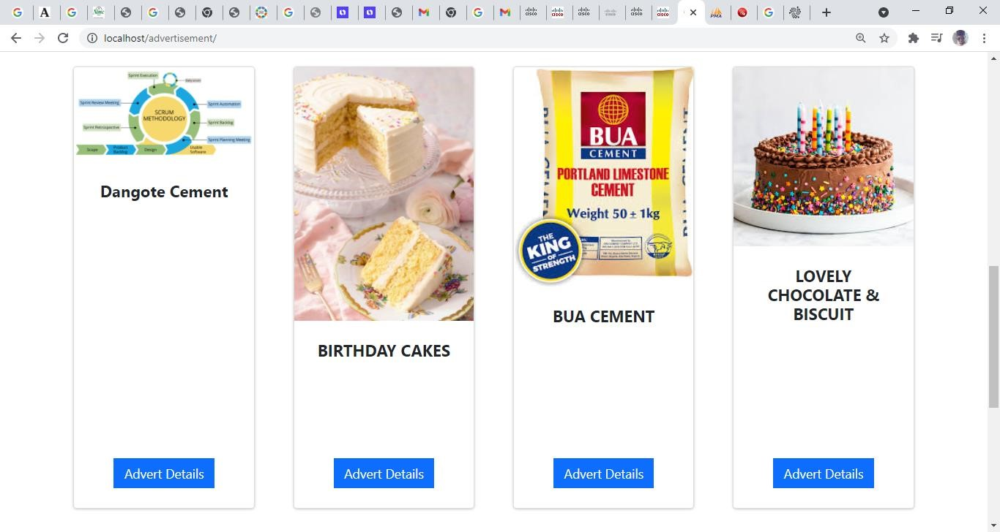 localhost/advertisement/
Sprint Execution
Daily scrum
Sprint Review Meeting
Sprint Automation
SCRUM
METHODOLOGY
Sprint Backlog
Sprint Retrospective
Sprint Planning Meeting
Scope
Product
Backlog
Design
Usable
Software
Dangote Cement
Advert Details
BIRTHDAY CAKES
Advert Details
BUA
CEMENT
PORTLAND LIMESTONE
CEMENT
Weight 50 ± 1kg
THE
KING
OF
STRENGTH
BUA CEMENT
Advert Details
LOVELY
CHOCOLATE &
BISCUIT
Advert Details